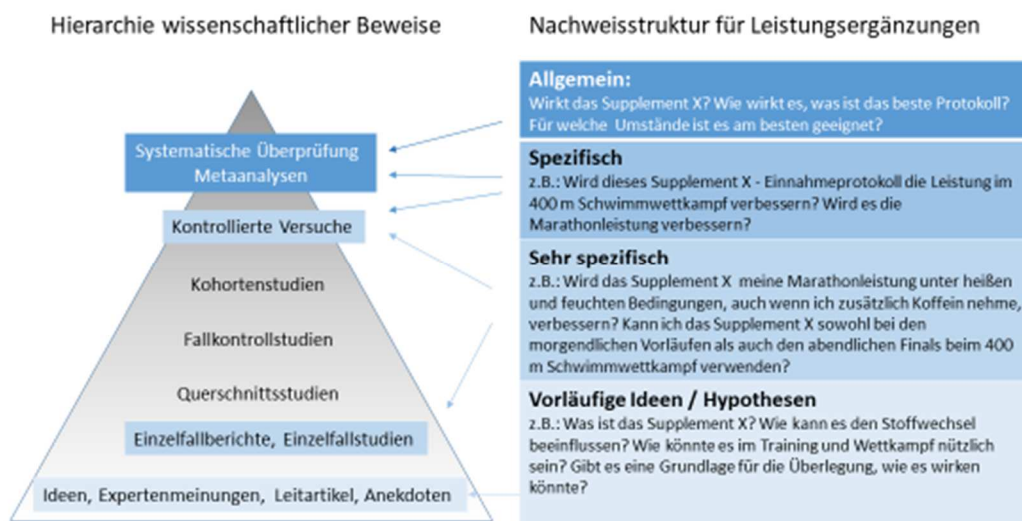 Hierarchie wissenschaftlicher Beweise
Systematische Überprüfung
Metaanalysen
Kontrollierte Versuche
Kohortenstudien
Fallkontrollstudien
Querschnittsstudien
Einzelfallberichte, Einzelfallstudien
Ideen, Expertenmeinungen, Leitartikel, Anekdoten
Nachweisstruktur für Leistungsergänzungen
Allgemein:
Wirkt das Supplement X? Wie wirkt es, was ist das beste Protokoll?
Für welche Umstände ist es am besten geeignet?
Spezifisch
z.B.: Wird dieses Supplement X - Einnahmeprotokoll die Leistung im
400 m Schwimmwettkampf verbessern? Wird es die
Marathonleistung verbessern?
Sehr spezifisch
z.B.: Wird das Supplement X meine Marathonleistung unter heißen
und feuchten Bedingungen, auch wenn ich zusätzlich Koffein nehme,
verbessern? Kann ich das Supplement X sowohl bei den
morgendlichen Vorläufen als auch den abendlichen Finals beim 400
m Schwimmwettkampf verwenden?
Vorläufige Ideen / Hypothesen
z.B.: Was ist das Supplement X? Wie kann es den Stoffwechsel
beeinflussen? Wie könnte es im Training und Wettkampf nützlich
sein? Gibt es eine Grundlage für die Überlegung, wie es wirken
könnte?